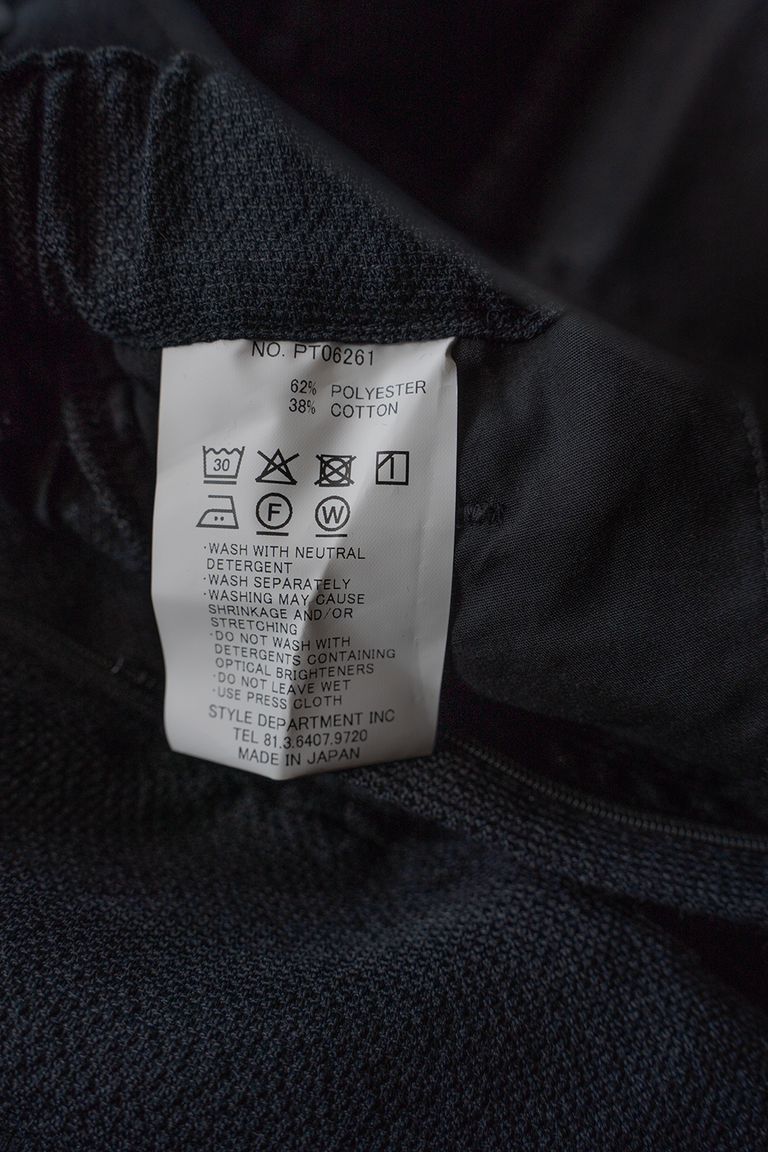 NO. PT06261
62% POLYESTER
38% COTTON
30
F W
·WASH WITH NEUTRAL
DETERGENT
·WASH SEPARATELY
·WASHING MAY CAUSE
SHRINKAGE AND/OR
STRETCHING
·DO NOT WASH WITH
DETERGENTS CONTAINING
OPTICAL BRIGHTENERS
·DO NOT LEAVE WET
·USE PRESS CLOTH
STYLE DEPARTMENT INC
TEL 81.3.6407.9720
MADE IN JAPAN